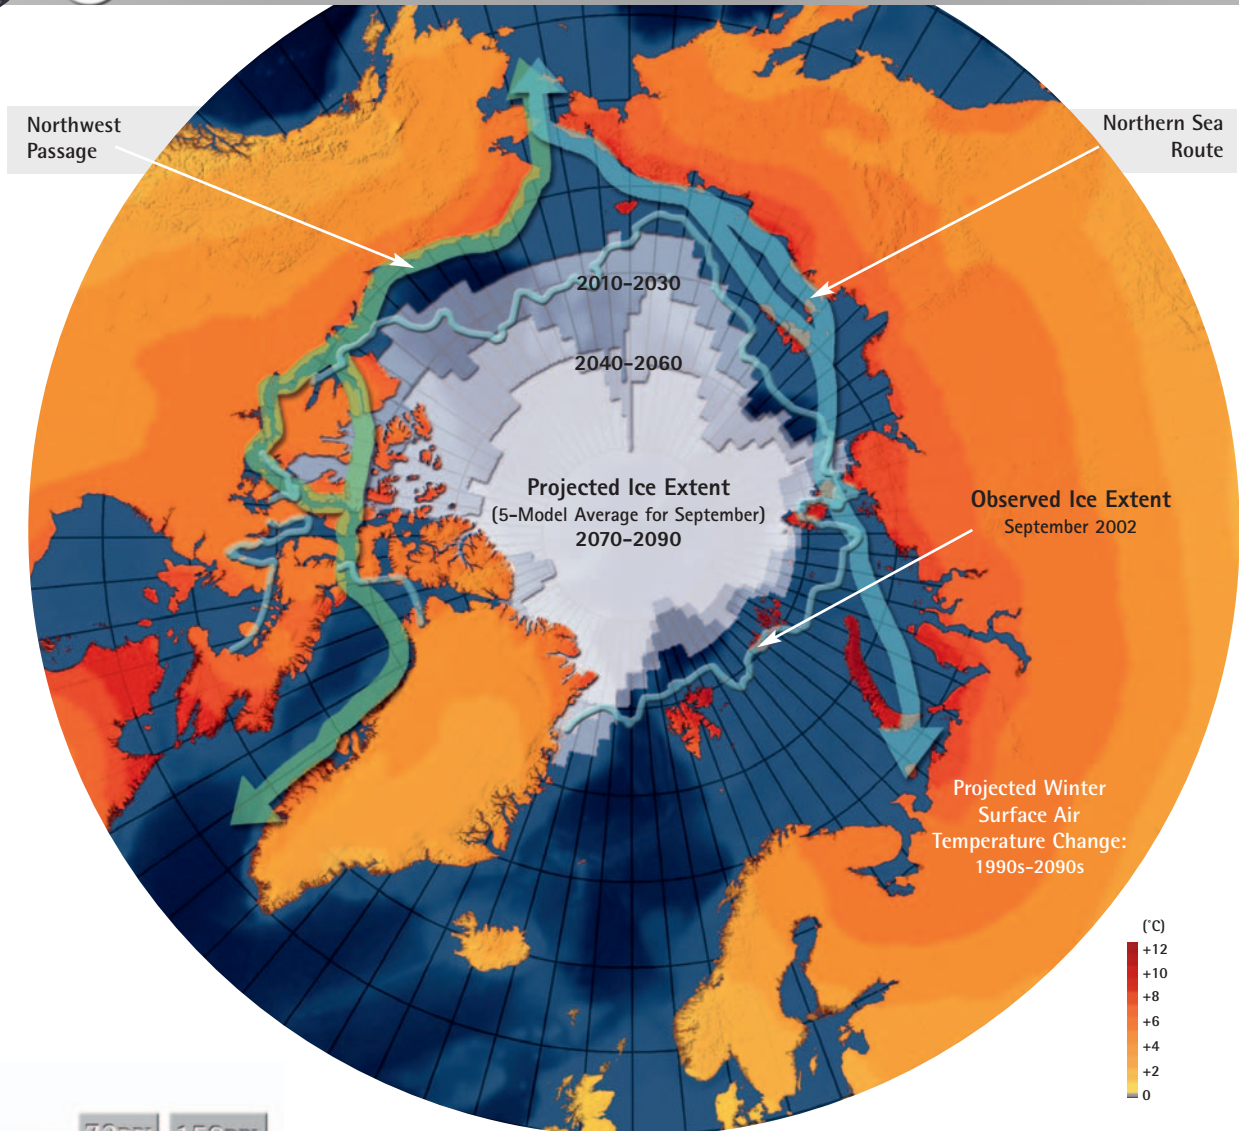 Northwest
Passage
Northern Sea
Route
2010-2030
2040-2060
Projected Ice Extent
(5-Model Average for September)
2070-2090
Observed Ice Extent
September 2002
Projected Winter
Surface Air
Temperature Change:
1990s-2090s
(˚C)
+12
+10
+8
+6
+4
+2
0